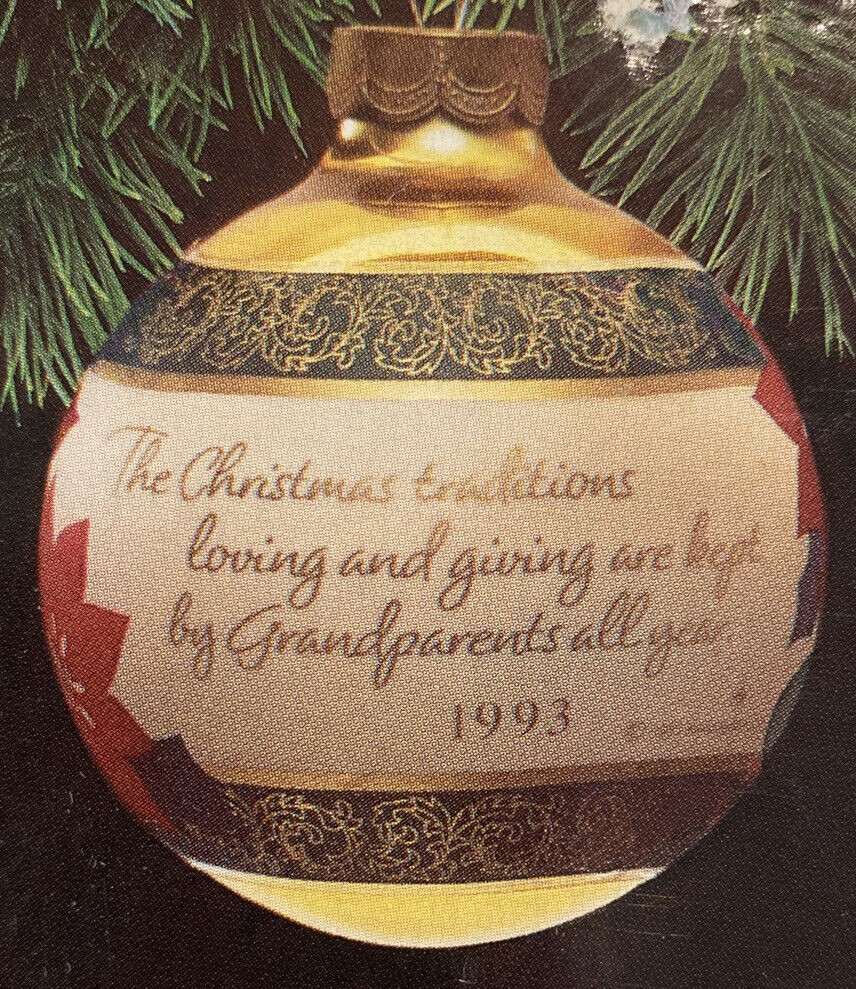 The Christmas traditions
loving and giving are kept
by Grandparents all year.
1993